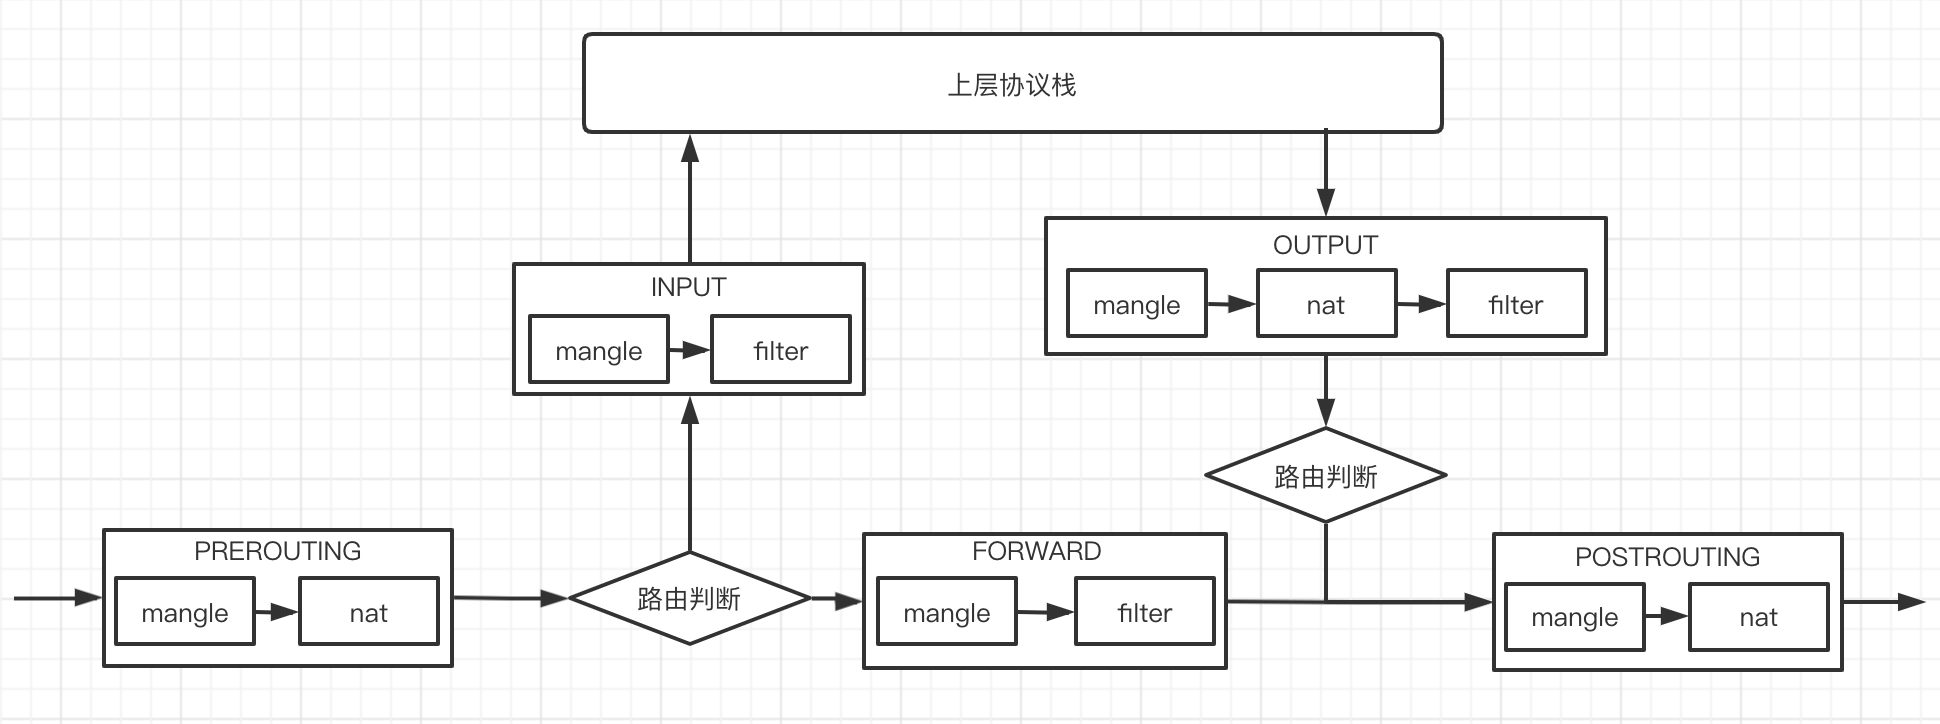 上层协议栈
OUTPUT
mangle
nat
filter
INPUT
mangle
filter
路由判断
PREROUTING
mangle
nat
路由判断
FORWARD
mangle
filter
POSTROUTING
mangle
nat